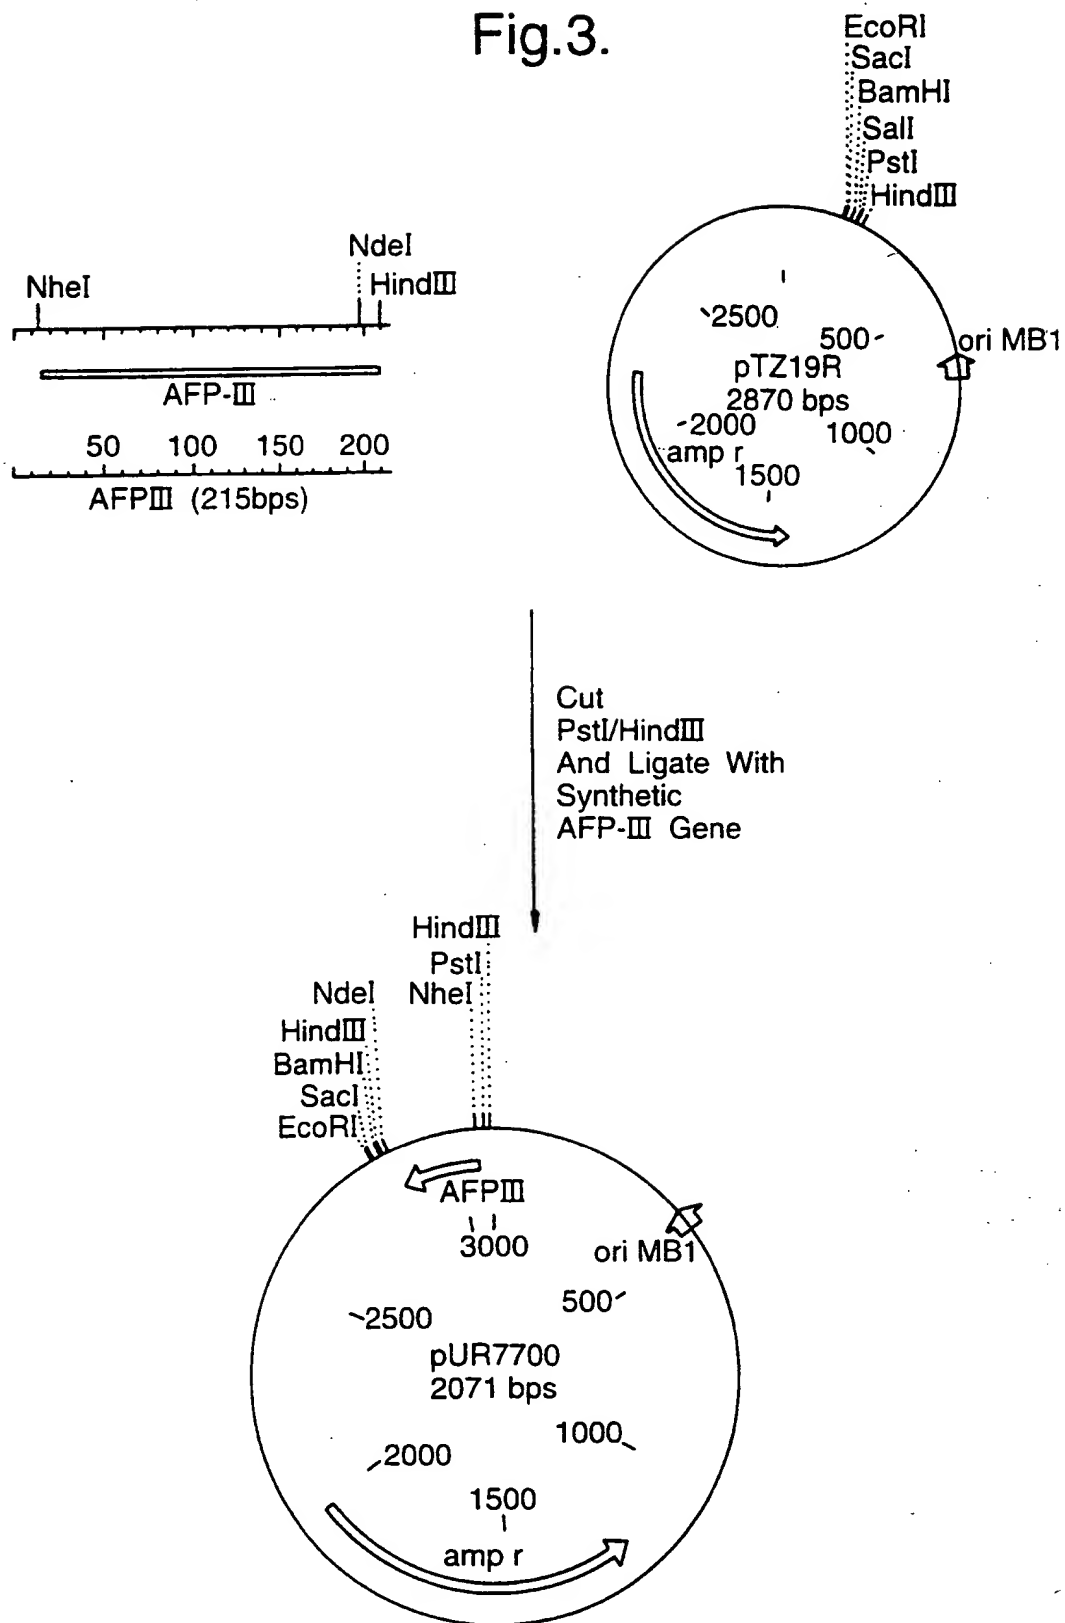 Fig.3.
EcoRI
SacI
BamHI
SalI
PstI
HindIII
NdeI
NheI
HindIII
AFP-III
50 100 150 200
AFPIII (215bps)
2500
500
ori MB1
pTZ19R
2870 bps
2000
1000
amp r
1500
Cut
PstI/HindIII
And Ligate With
Synthetic
AFP-III Gene
HindIII
PstI
NdeI
NheI
HindIII
BamHI
SacI
EcoRI
AFPIII
3000
ori MB1
500
2500
pUR7700
2071 bps
1000
2000
1500
amp r